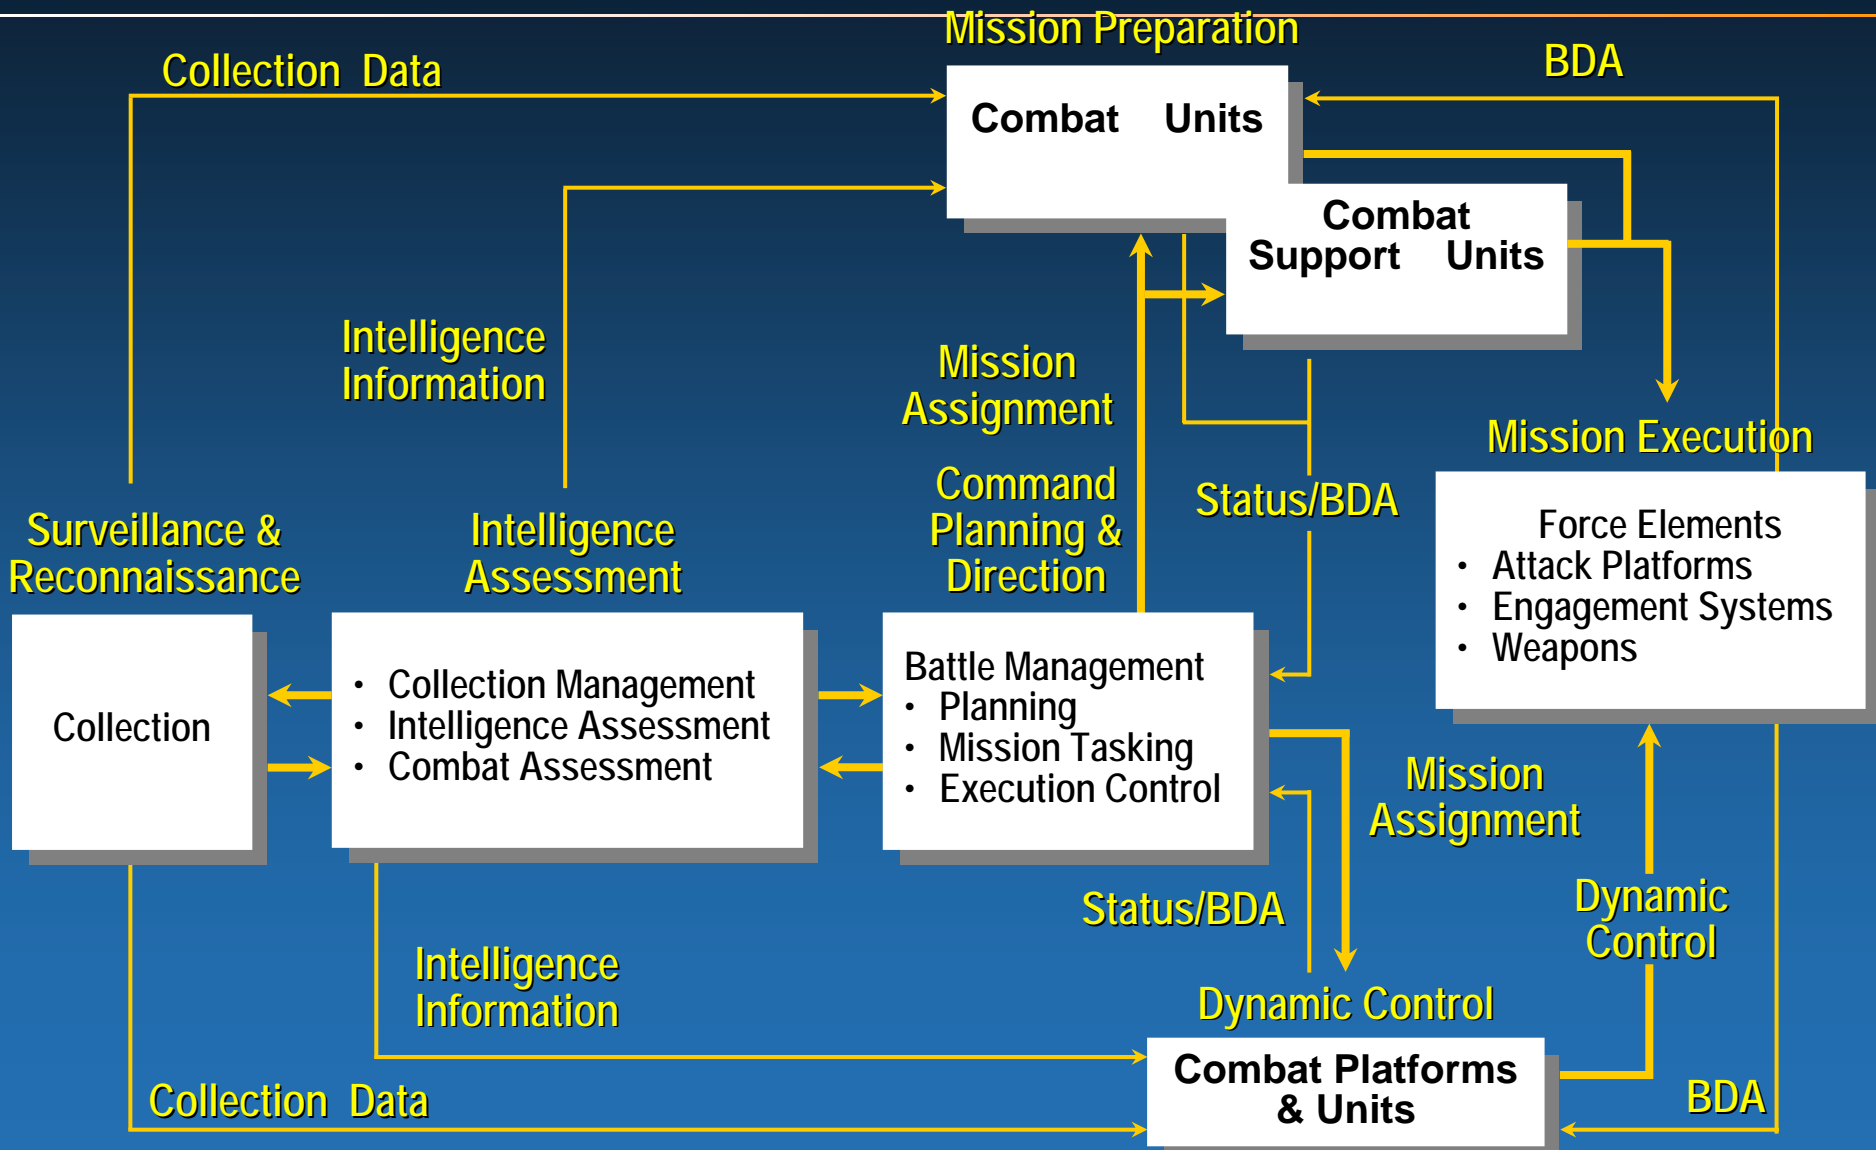 Mission Preparation
Collection Data
BDA
Combat Units
Combat
Support Units
Intelligence
Information
Mission
Assignment
Mission Execution
Command
Planning &
Direction
Status/BDA
Surveillance &
Reconnaissance
Intelligence
Assessment
Force Elements
• Attack Platforms
• Engagement Systems
• Weapons
Collection
• Collection Management
• Intelligence Assessment
• Combat Assessment
Battle Management
• Planning
• Mission Tasking
• Execution Control
Mission
Assignment
Status/BDA
Dynamic
Control
Intelligence
Information
Dynamic Control
Combat Platforms
& Units
Collection Data
BDA